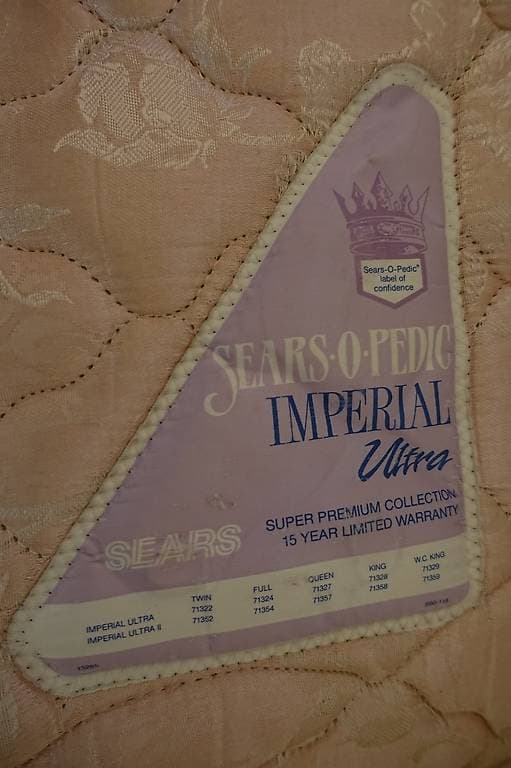 Sears-O-Pedic®
label of
confidence
SEARS·O·PEDIC
IMPERIAL
Ultra
SUPER PREMIUM COLLECTION
15 YEAR LIMITED WARRANTY
SEARS
TWIN FULL QUEEN KING W.C. KING
IMPERIAL ULTRA 71322 71324 71327 71328 71329
IMPERIAL ULTRA II 71352 71354 71357 71358 71359